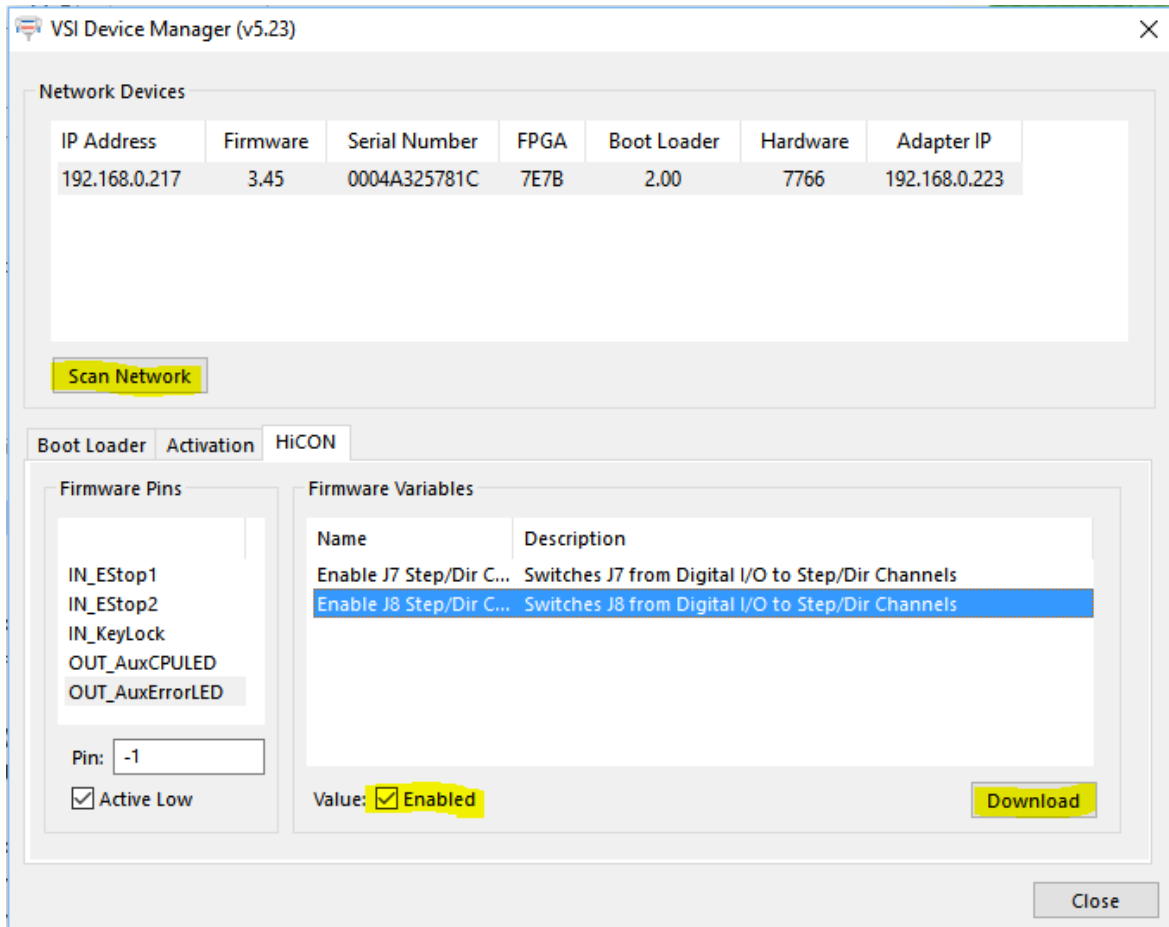 VSI Device Manager (v5.23)
Network Devices
IP Address Firmware Serial Number FPGA Boot Loader Hardware Adapter IP
192.168.0.217 3.45 0004A325781C 7E7B 2.00 7766 192.168.0.223
Scan Network
Boot Loader Activation HiCON
Firmware Pins
IN_EStop1
IN_EStop2
IN_KeyLock
OUT_AuxCPULED
OUT_AuxErrorLED
Pin: -1
Active Low
Firmware Variables
Name Description
Enable J7 Step/Dir C... Switches J7 from Digital I/O to Step/Dir Channels
Enable J8 Step/Dir C... Switches J8 from Digital I/O to Step/Dir Channels
Value: Enabled
Download
Close